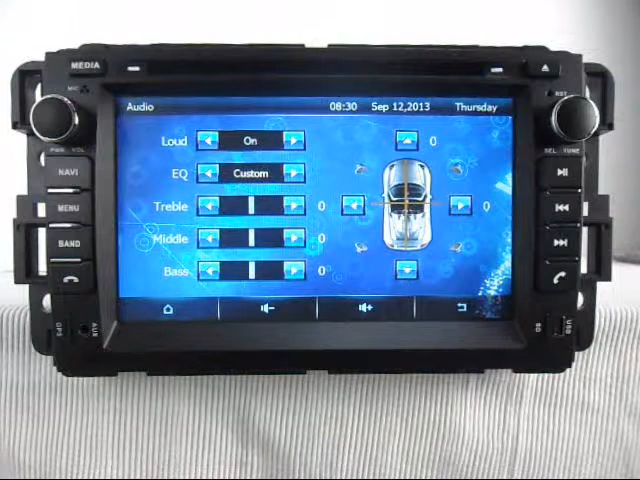 MEDIA
MIC
RST
PWR VOL
SEL TUNE
NAVI
MENU
BAND
GPS
AUX
SD
USB
Audio 08:30 Sep 12,2013 Thursday
Loud On 0
EQ Custom
Treble 0 0
Middle 0
Bass 0